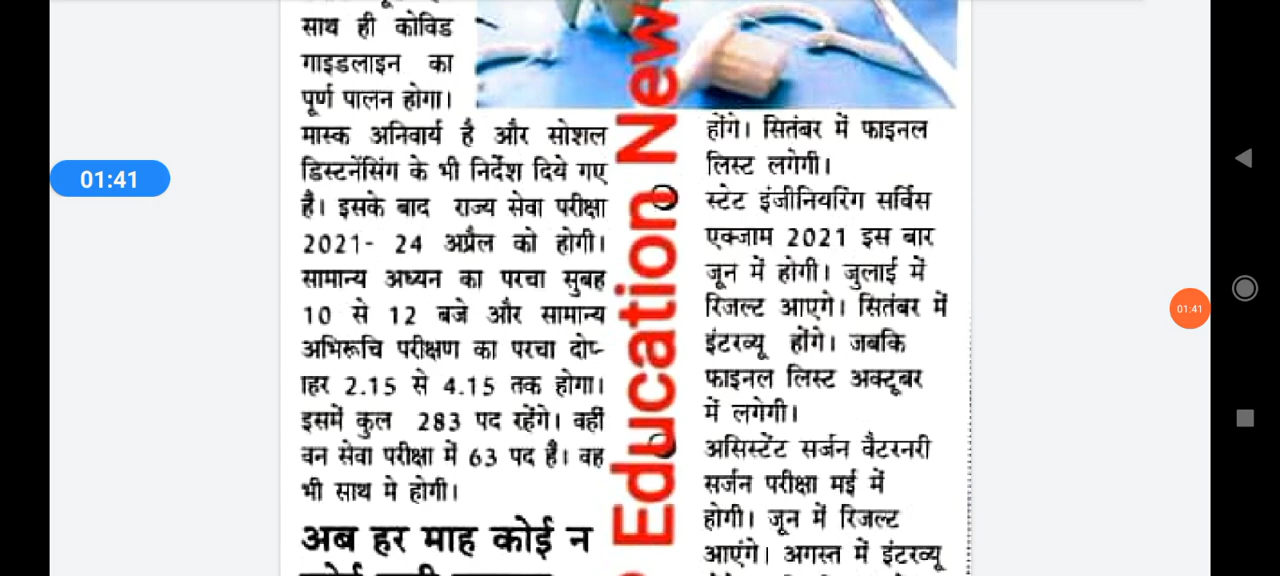 साथ ही कोविड
गाइडलाइन का
पूर्ण पालन होगा।
मास्क अनिवार्य है और सोशल
डिस्टनेंसिंग के भी निर्देश दिये गए
है। इसके बाद राज्य सेवा परीक्षा
2021- 24 अप्रैल को होगी।
सामान्य अध्यन का परचा सुबह
10 से 12 बजे और सामान्य
अभिरूचि परीक्षण का परचा दोप-
हर 2.15 से 4.15 तक होगा।
इसमें कुल 283 पद रहेंगे। वहीं
वन सेवा परीक्षा में 63 पद है। वह
भी साथ मे होगी।
अब हर माह कोई न
Education New
होंगे। सितंबर में फाइनल
लिस्ट लगेगी।
स्टेट इंजीनियरिंग सर्विस
एक्जाम 2021 इस बार
जून में होगी। जुलाई में
रिजल्ट आएगे। सितंबर में
इंटरव्यू होंगे। जबकि
फाइनल लिस्ट अक्टूबर
में लगेगी।
असिस्टेंट सर्जन वैटरनरी
सर्जन परीक्षा मई में
होगी। जून में रिजल्ट
आएंगे। अगस्त में इंटरव्यू
01:41
01:41